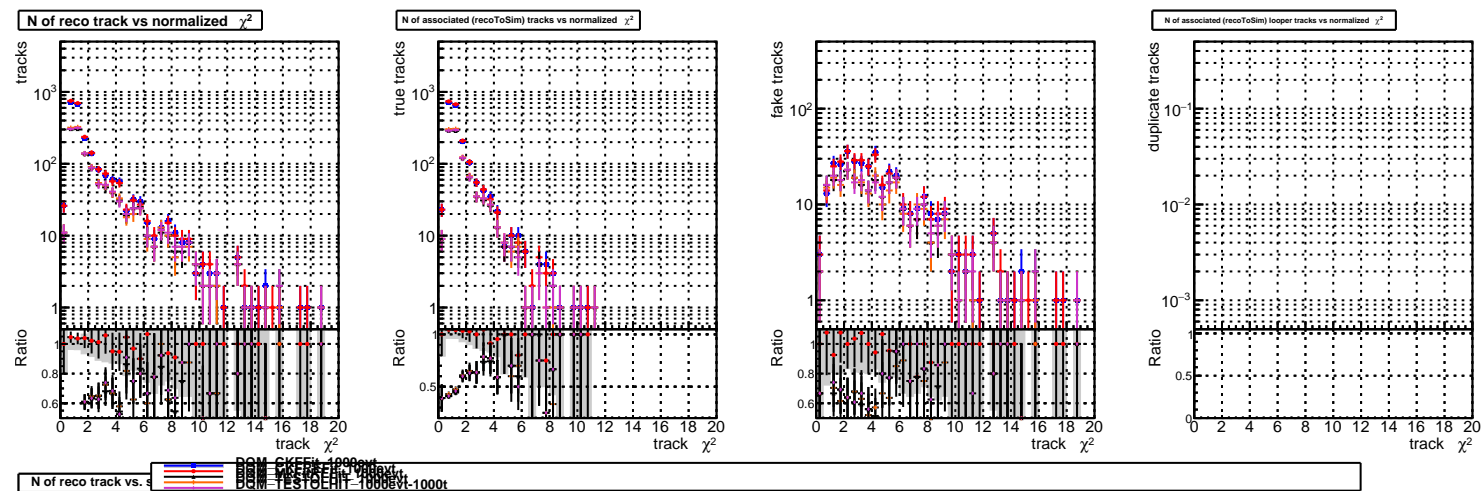 N of reco track vs normalized χ²
N of associated (recoToSim) tracks vs normalized χ²
N of associated (recoToSim) looper tracks vs normalized χ²
tracks
10³
10²
10
1
Ratio
1
0.8
0.6
0 2 4 6 8 10 12 14 16 18 20
track χ²
true tracks
10³
10²
10
1
Ratio
1
0.5
0 2 4 6 8 10 12 14 16 18 20
track χ²
fake tracks
10²
10
1
Ratio
1
0.8
0.6
0 2 4 6 8 10 12 14 16 18 20
track χ²
duplicate tracks
10⁻¹
10⁻²
10⁻³
Ratio
1
0.5
0
0 2 4 6 8 10 12 14 16 18 20
track χ²
N of reco track vs. s
DQM_CKFFit-1000evt
DQM-TESTOEHIT-1000evt-1000t